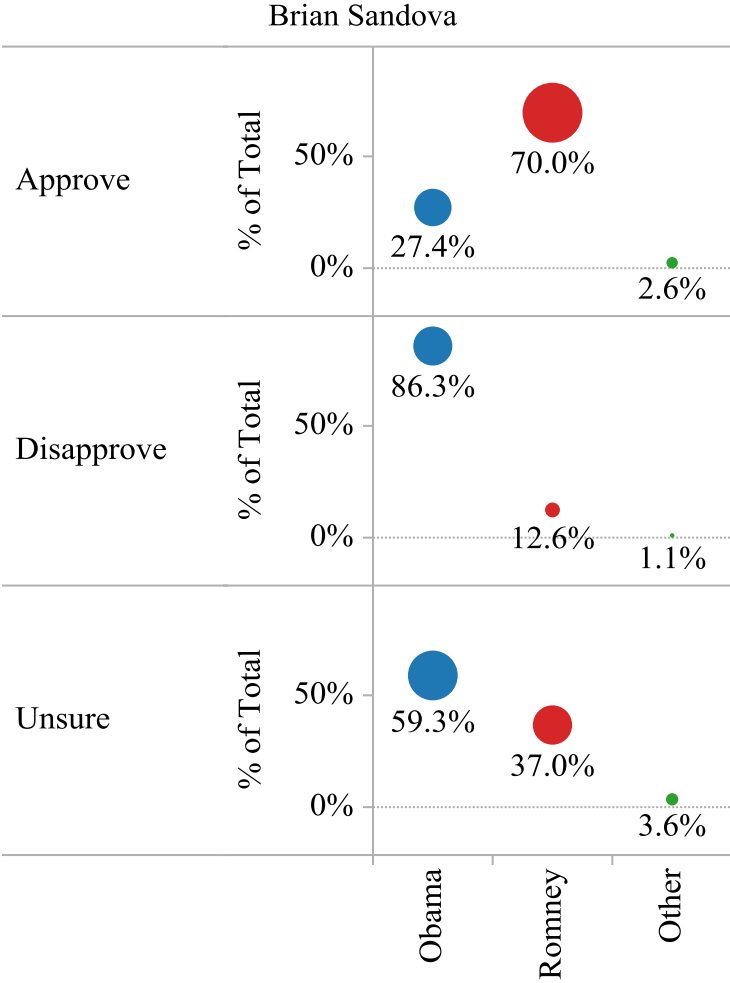 Brian Sandova
Approve
% of Total
50%
0%
70.0%
27.4%
2.6%
Disapprove
% of Total
50%
0%
86.3%
12.6%
1.1%
Unsure
% of Total
50%
0%
59.3%
37.0%
3.6%
Obama
Romney
Other